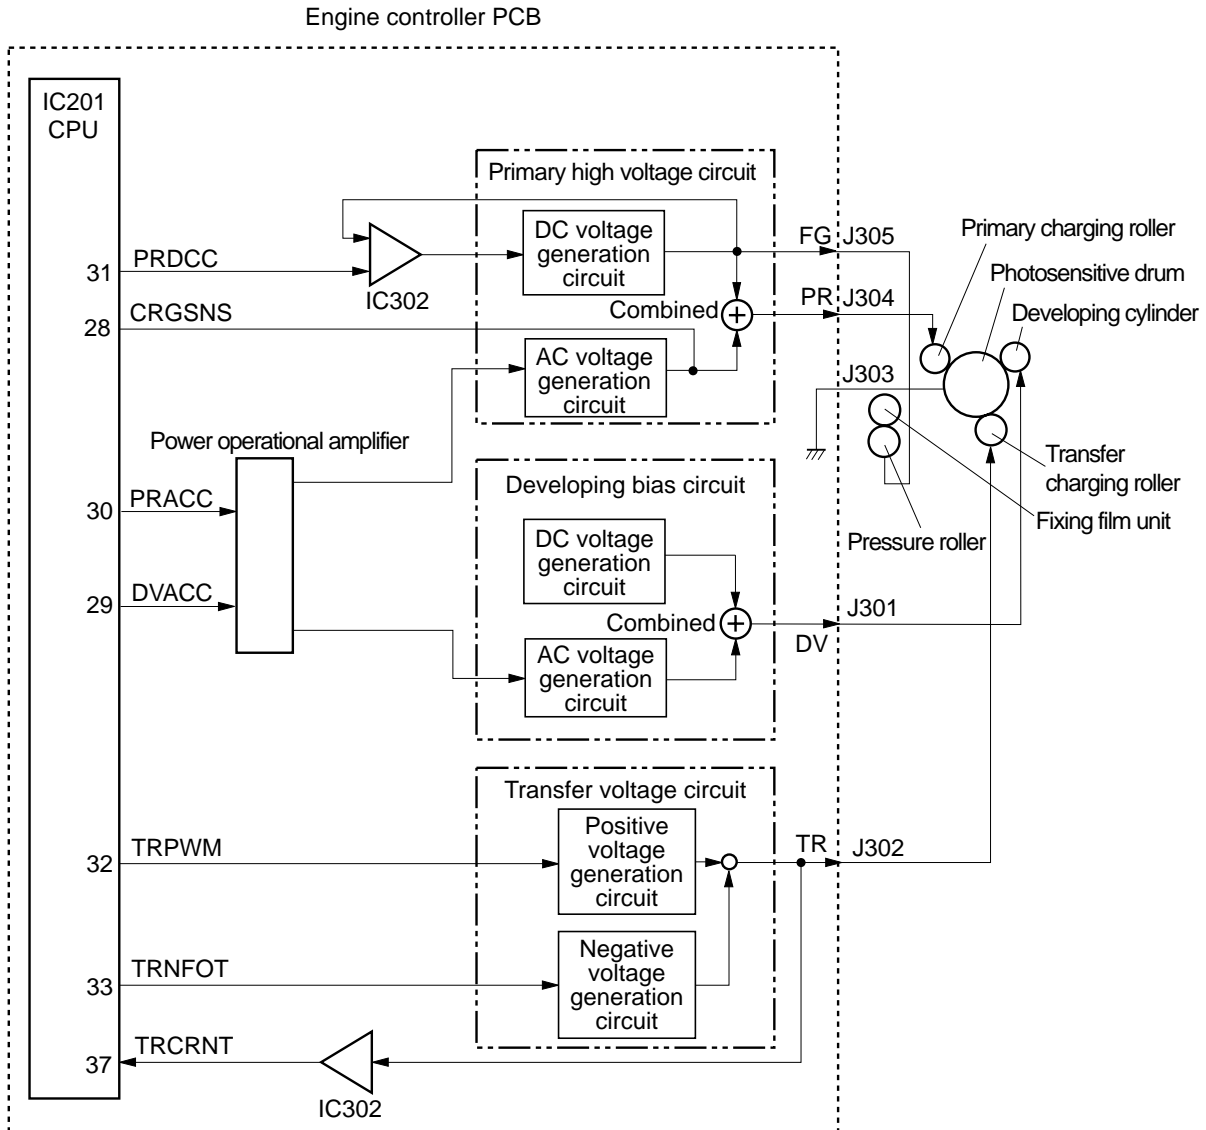 Engine controller PCB
IC201
CPU
Primary high voltage circuit
DC voltage
generation
circuit
FG
J305
Primary charging roller
31
PRDCC
IC302
Photosensitive drum
Combined
PR
J304
28
CRGSNS
Developing cylinder
AC voltage
generation
circuit
J303
Power operational amplifier
Transfer
charging roller
Developing bias circuit
30
PRACC
Fixing film unit
DC voltage
generation
circuit
Pressure roller
29
DVACC
J301
Combined
DV
AC voltage
generation
circuit
Transfer voltage circuit
Positive
voltage
generation
circuit
32
TRPWM
TR
J302
Negative
voltage
generation
circuit
33
TRNFOT
37
TRCRNT
IC302